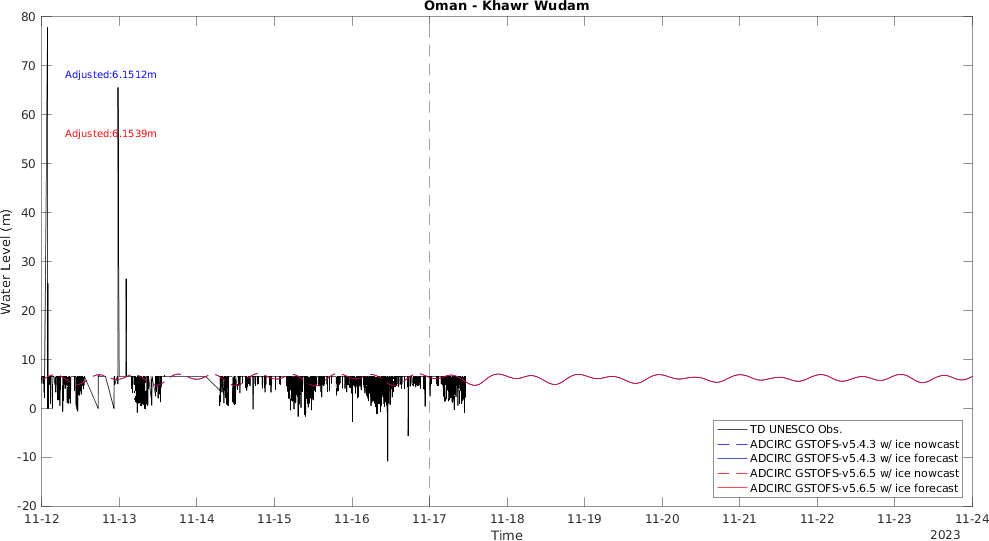 Oman - Khawr Wudam
80
70
60
50
40
30
20
10
0
-10
-20
Water Level (m)
Adjusted:6.1512m
Adjusted:6.1539m
TD UNESCO Obs.
ADCIRC GSTOFS-v5.4.3 w/ ice nowcast
ADCIRC GSTOFS-v5.4.3 w/ ice forecast
ADCIRC GSTOFS-v5.6.5 w/ ice nowcast
ADCIRC GSTOFS-v5.6.5 w/ ice forecast
11-12 11-13 11-14 11-15 11-16 11-17 11-18 11-19 11-20 11-21 11-22 11-23 11-24
Time
2023